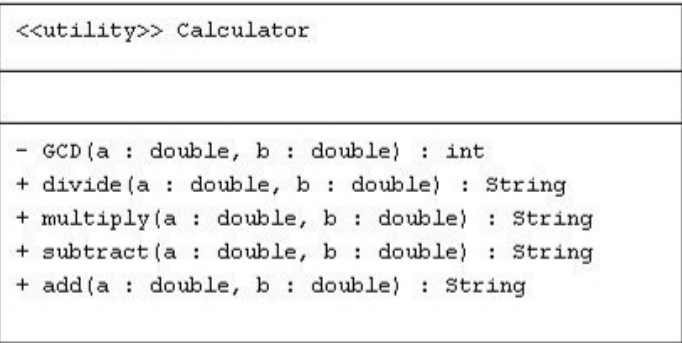 <<utility>> Calculator
- GCD(a : double, b : double) : int
+ divide(a : double, b : double) : String
+ multiply(a : double, b : double) : String
+ subtract(a : double, b : double) : String
+ add(a : double, b : double) : String